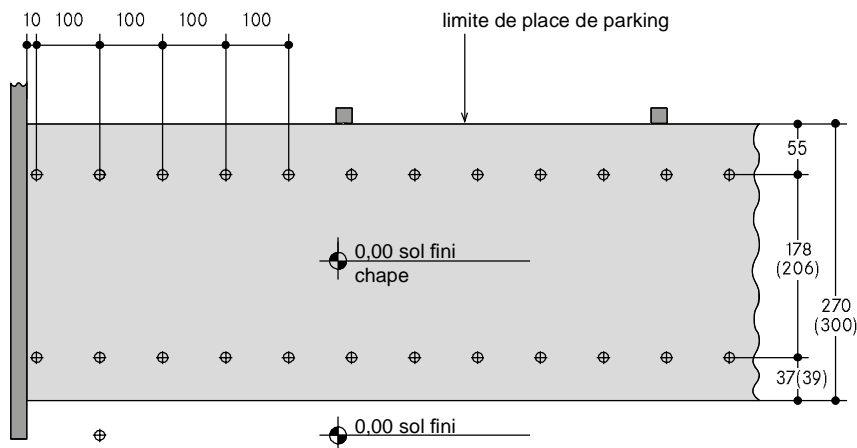 10 100 100 100 100
limite de place de parking
55
0,00 sol fini
chape
178
(206)
270
(300)
37(39)
0,00 sol fini